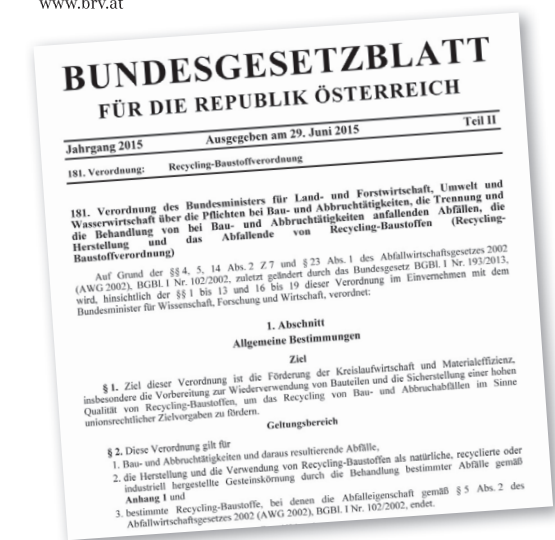 www.brv.at
BUNDESGESETZBLATT
FÜR DIE REPUBLIK ÖSTERREICH
Jahrgang 2015 Ausgegeben am 29. Juni 2015 Teil II
181. Verordnung: Recycling-Baustoffverordnung
181. Verordnung des Bundesministers für Land- und Forstwirtschaft, Umwelt und
Wasserwirtschaft über die Pflichten bei Bau- und Abbruchtätigkeiten, die Trennung und
die Behandlung von bei Bau- und Abbruchtätigkeiten anfallenden Abfällen, die
Herstellung und das Abfallende von Recycling-Baustoffen (Recycling-
Baustoffverordnung)
Auf Grund der §§ 4, 5, 14 Abs. 2 Z 7 und § 23 Abs. 1 des Abfallwirtschaftsgesetzes 2002
(AWG 2002), BGBl. I Nr. 102/2002, zuletzt geändert durch das Bundesgesetz BGBl. I Nr. 193/2013,
wird, hinsichtlich der §§ 1 bis 13 und 16 bis 19 dieser Verordnung im Einvernehmen mit dem
Bundesminister für Wissenschaft, Forschung und Wirtschaft, verordnet:
1. Abschnitt
Allgemeine Bestimmungen
Ziel
§ 1. Ziel dieser Verordnung ist die Förderung der Kreislaufwirtschaft und Materialeffizienz,
insbesondere die Vorbereitung zur Wiederverwendung von Bauteilen und die Sicherstellung einer hohen
Qualität von Recycling-Baustoffen, um das Recycling von Bau- und Abbruchabfällen im Sinne
unionsrechtlicher Zielvorgaben zu fördern.
Geltungsbereich
§ 2. Diese Verordnung gilt für
1. Bau- und Abbruchtätigkeiten und daraus resultierende Abfälle,
2. die Herstellung und die Verwendung von Recycling-Baustoffen als natürliche, recyclierte oder
industriell hergestellte Gesteinskörnung durch die Behandlung bestimmter Abfälle gemäß
Anhang 1 und
3. bestimmte Recycling-Baustoffe, bei denen die Abfalleigenschaft gemäß § 5 Abs. 2 des
Abfallwirtschaftsgesetzes 2002 (AWG 2002), BGBl. I Nr. 102/2002, endet.